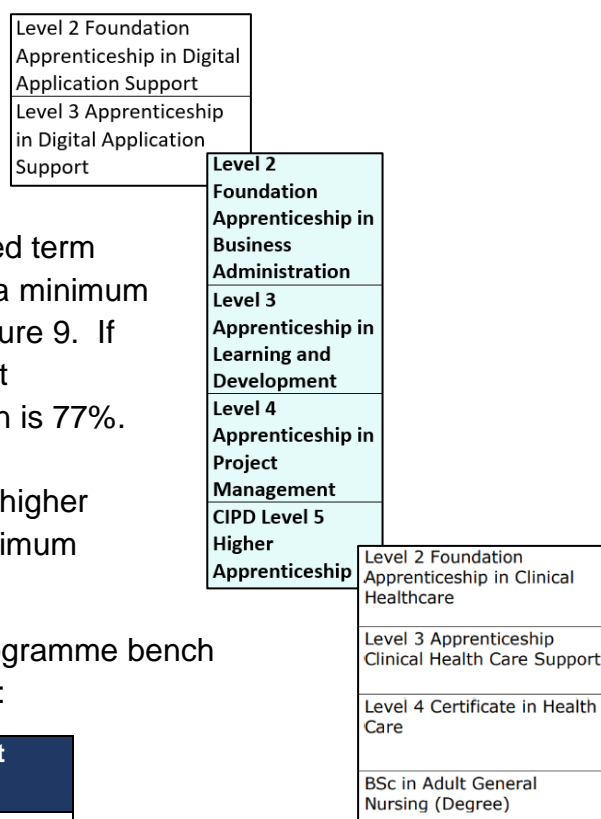 Level 2 Foundation
Apprenticeship in Digital
Application Support
Level 3 Apprenticeship
in Digital Application
Support
Level 2
Foundation
Apprenticeship in
Business
Administration
Level 3
Apprenticeship in
Learning and
Development
Level 4
Apprenticeship in
Project
Management
CIPD Level 5
Higher
Apprenticeship
Level 2 Foundation
Apprenticeship in Clinical
Healthcare
Level 3 Apprenticeship
Clinical Health Care Support
Level 4 Certificate in Health
Care
BSc in Adult General
Nursing (Degree)
ed term
a minimum
ure 9. If
t
n is 77%.
higher
imum
ogramme bench
:
t